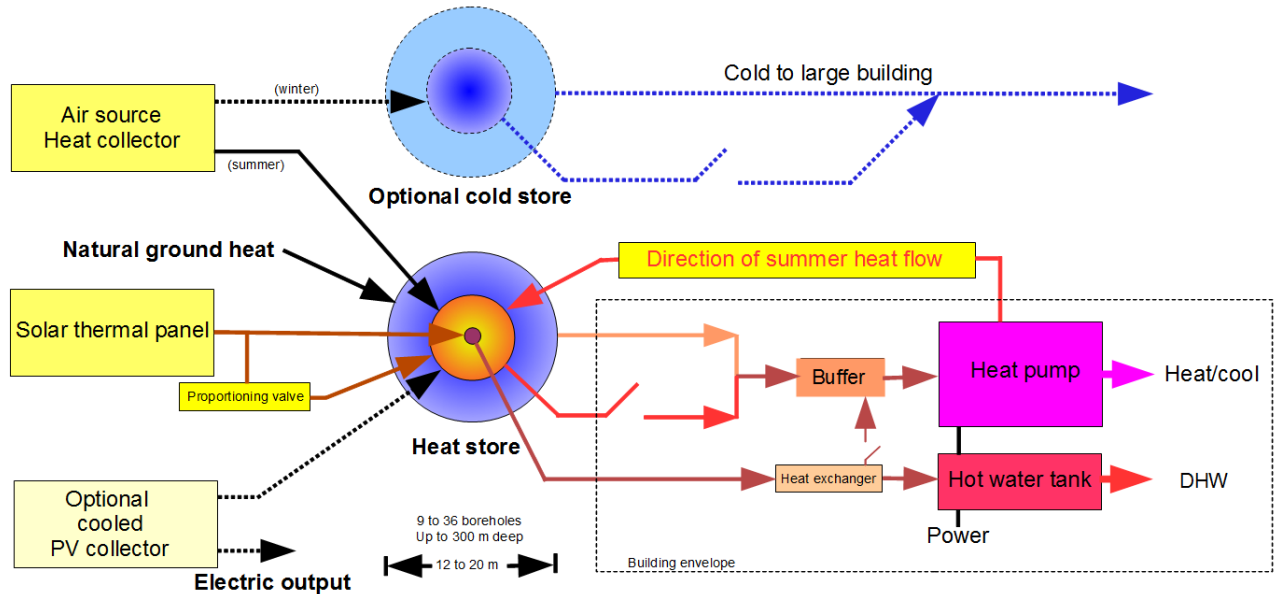 Air source
Heat collector
(winter)
(summer)
Cold to large building
Optional cold store
Natural ground heat
Direction of summer heat flow
Solar thermal panel
Proportioning valve
Heat store
Buffer
Heat pump
Heat/cool
Heat exchanger
Hot water tank
DHW
Power
Optional
cooled
PV collector
Electric output
9 to 36 boreholes
Up to 300 m deep
12 to 20 m
Building envelope